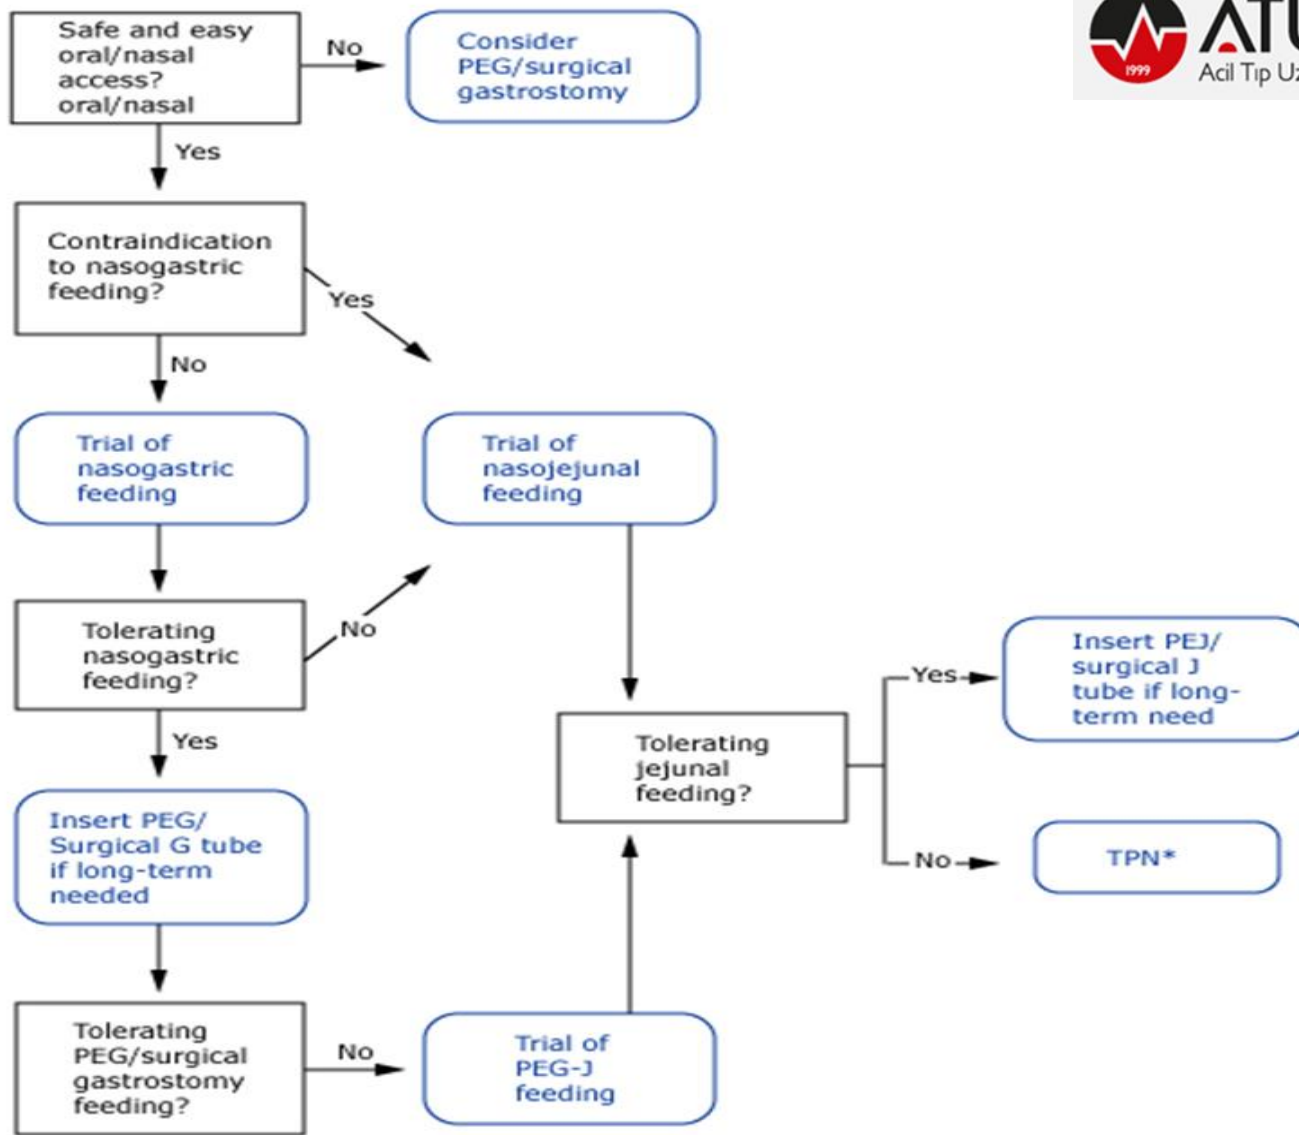 Safe and easy
oral/nasal
access?
oral/nasal
No
Consider
PEG/surgical
gastrostomy
1999
Acil Tıp
Yes
Contraindication
to nasogastric
feeding?
Yes
No
Trial of
nasogastric
feeding
Trial of
nasojejunal
feeding
Tolerating
nasogastric
feeding?
No
Yes
Insert PEG/
Surgical G tube
if long-term
needed
Tolerating
jejunal
feeding?
Yes
Insert PEJ/
surgical J
tube if long-
term need
No
TPN*
Tolerating
PEG/surgical
gastrostomy
feeding?
No
Trial of
PEG-J
feeding